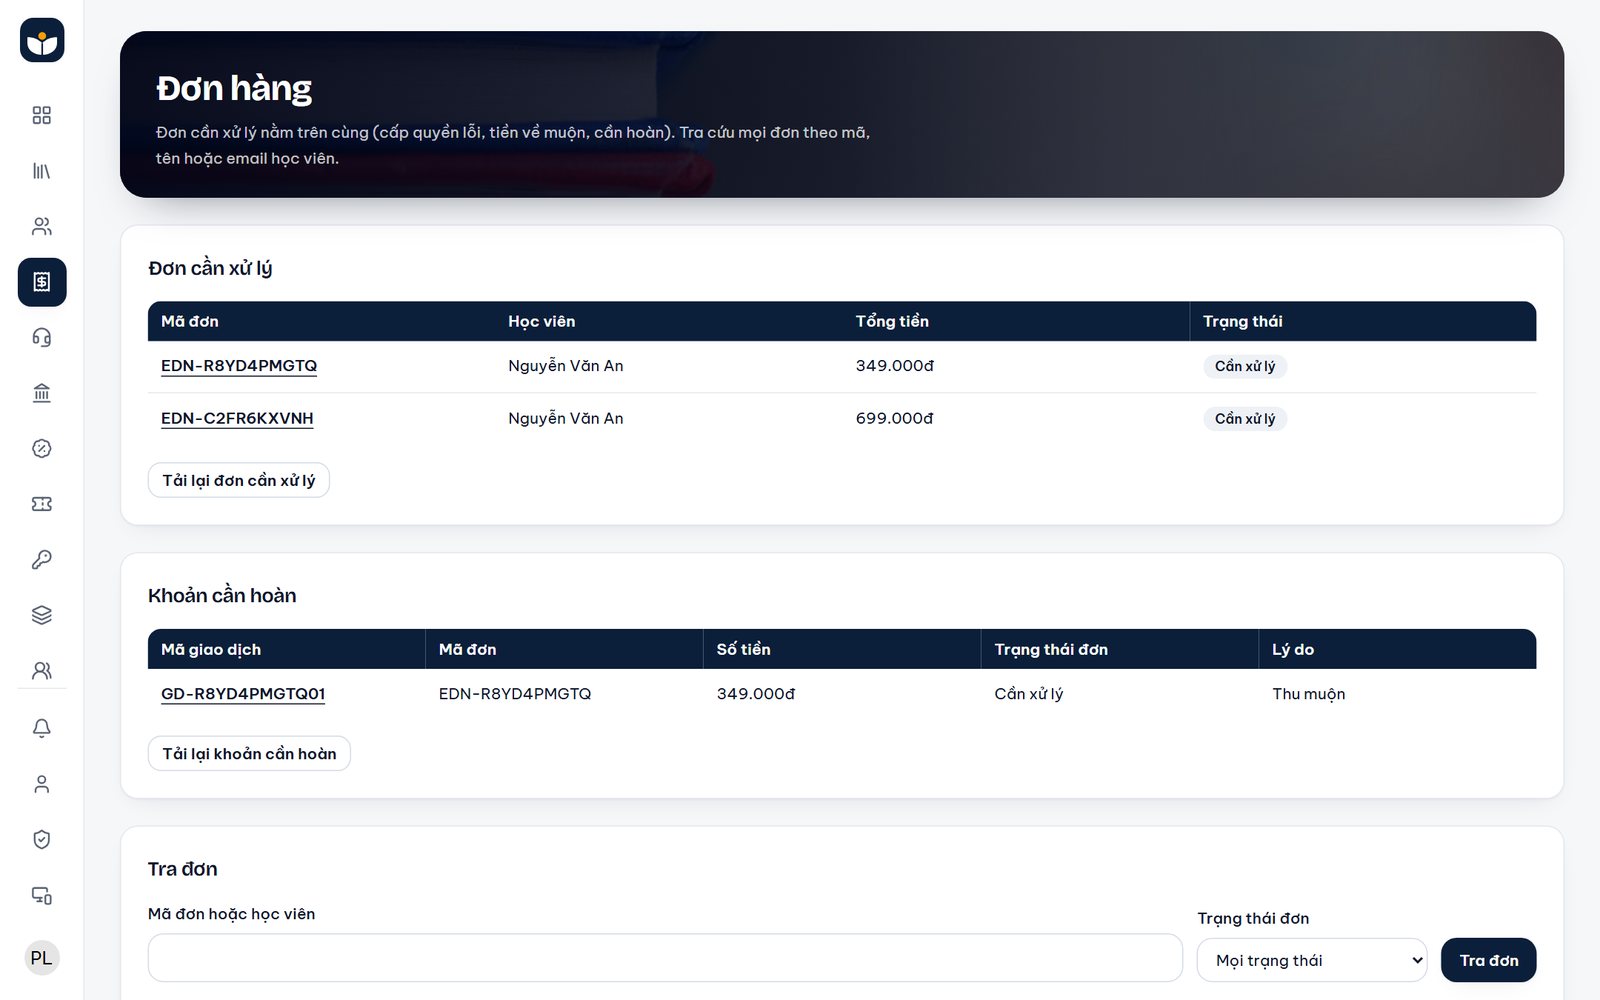 Đơn hàng
Đơn cần xử lý nằm trên cùng (cấp quyền lỗi, tiền về muộn, cần hoàn). Tra cứu mọi đơn theo mã,
tên hoặc email học viên.
Đơn cần xử lý
Mã đơn Học viên Tổng tiền Trạng thái
EDN-R8YD4PMGTQ Nguyễn Văn An 349.000đ Cần xử lý
EDN-C2FR6KXVNH Nguyễn Văn An 699.000đ Cần xử lý
Tải lại đơn cần xử lý
Khoản cần hoàn
Mã giao dịch Mã đơn Số tiền Trạng thái đơn Lý do
GD-R8YD4PMGTQ01 EDN-R8YD4PMGTQ 349.000đ Cần xử lý Thu muộn
Tải lại khoản cần hoàn
Tra đơn
Mã đơn hoặc học viên
Trạng thái đơn
Mọi trạng thái
Tra đơn
PL